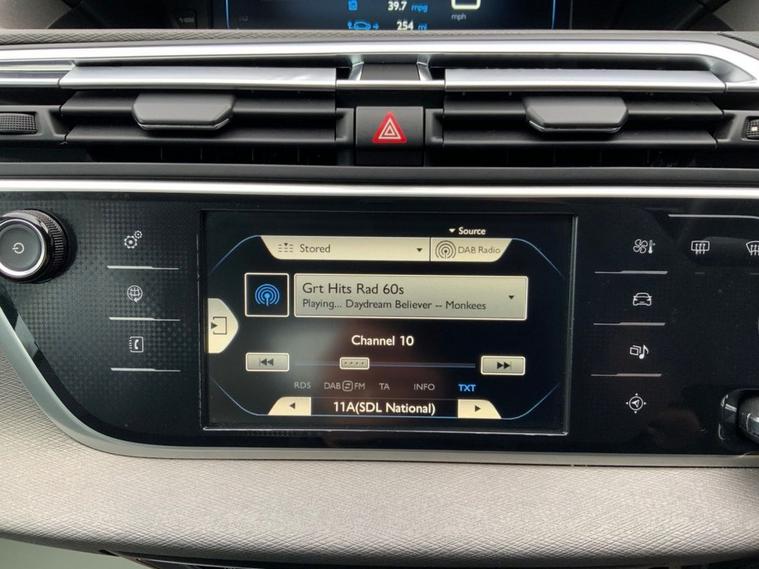 39.7 mpg
4 254 mi
mph
Source
Stored
DAB Radio
Grt Hits Rad 60s
Playing... Daydream Believer -- Monkees
Channel 10
RDS DAB S FM TA INFO TXT
11A(SDL National)